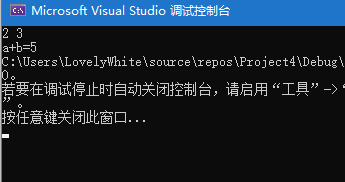 Microsoft Visual Studio 调试控制台
2 3
a+b=5
C:\Users\LovelyWhite\source\repos\Project4\Debug\
0。
若要在调试停止时自动关闭控制台，请启用“工具”->“
”。
按任意键关闭此窗口...